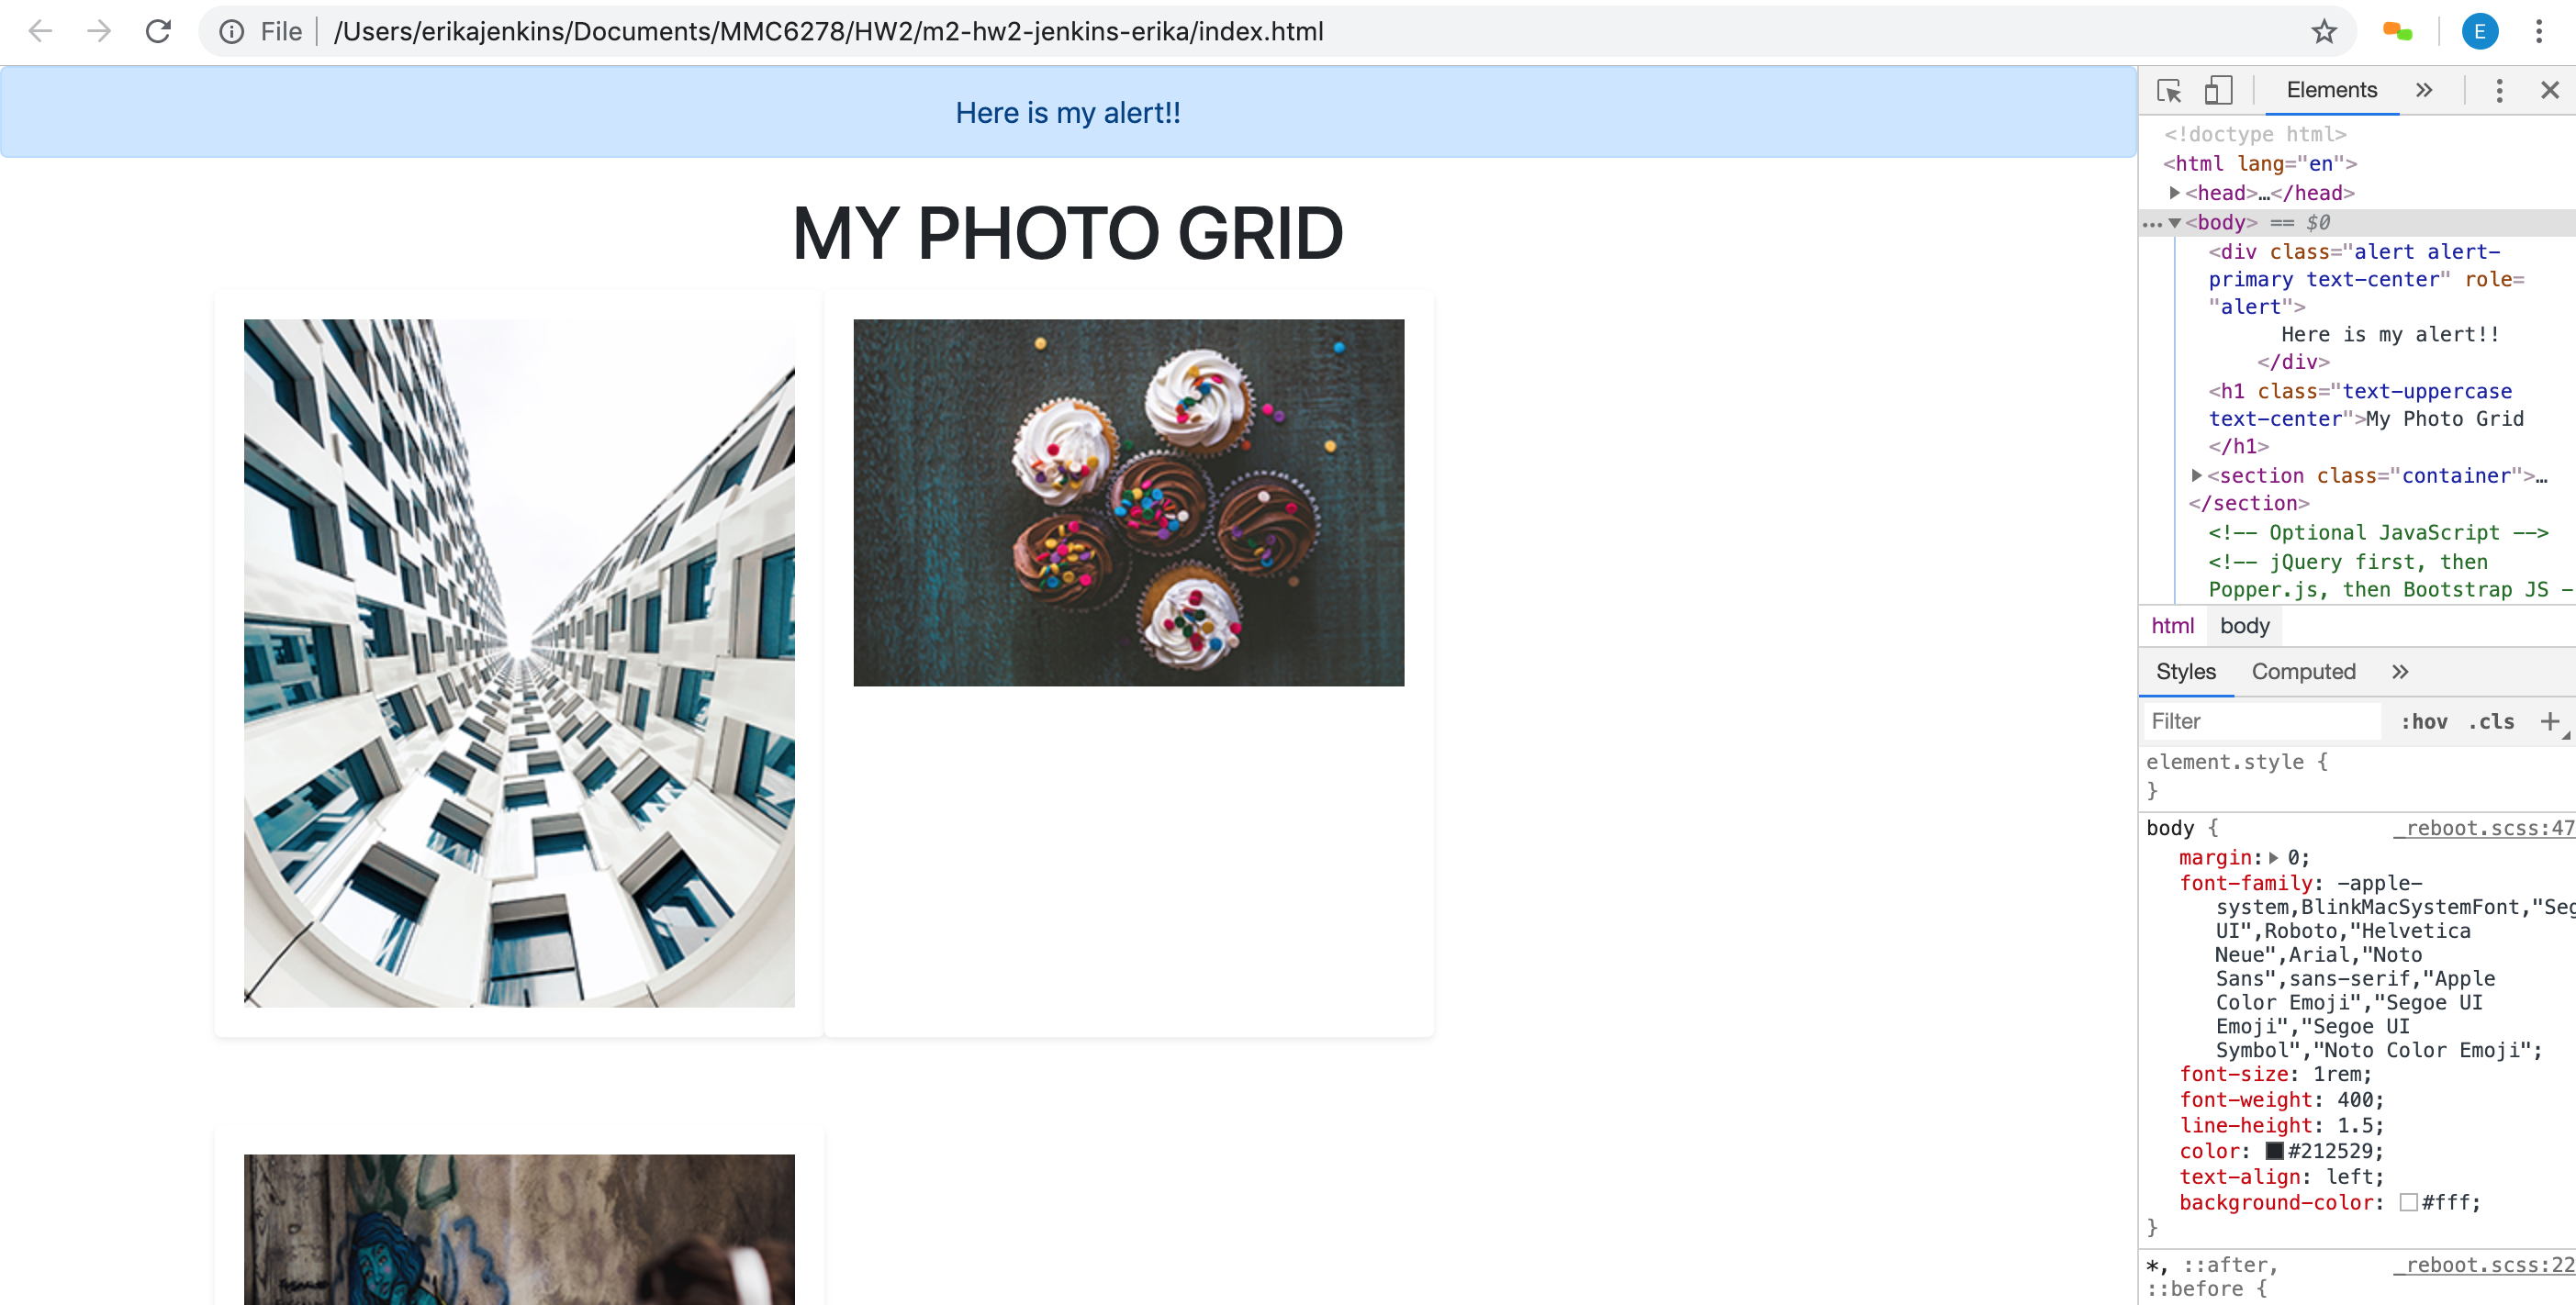 File /Users/erikajenkins/Documents/MMC6278/HW2/m2-hw2-jenkins-erika/index.html
E
Here is my alert!!
MY PHOTO GRID
Elements
<!doctype html>
<html lang="en">
<head>…</head>
<body> == $0
<div class="alert alert-
primary text-center" role=
"alert">
Here is my alert!!
</div>
<h1 class="text-uppercase
text-center">My Photo Grid
</h1>
<section class="container">…
</section>
<!-- Optional JavaScript -->
<!-- jQuery first, then
Popper.js, then Bootstrap JS -
html body
Styles Computed
Filter :hov .cls
element.style {
}
body { _reboot.scss:47
margin: 0;
font-family: -apple-
system,BlinkMacSystemFont,"Seg
UI",Roboto,"Helvetica
Neue",Arial,"Noto
Sans",sans-serif,"Apple
Color Emoji","Segoe UI
Emoji","Segoe UI
Symbol","Noto Color Emoji";
font-size: 1rem;
font-weight: 400;
line-height: 1.5;
color: #212529;
text-align: left;
background-color: #fff;
}
*, ::after, _reboot.scss:22
::before {